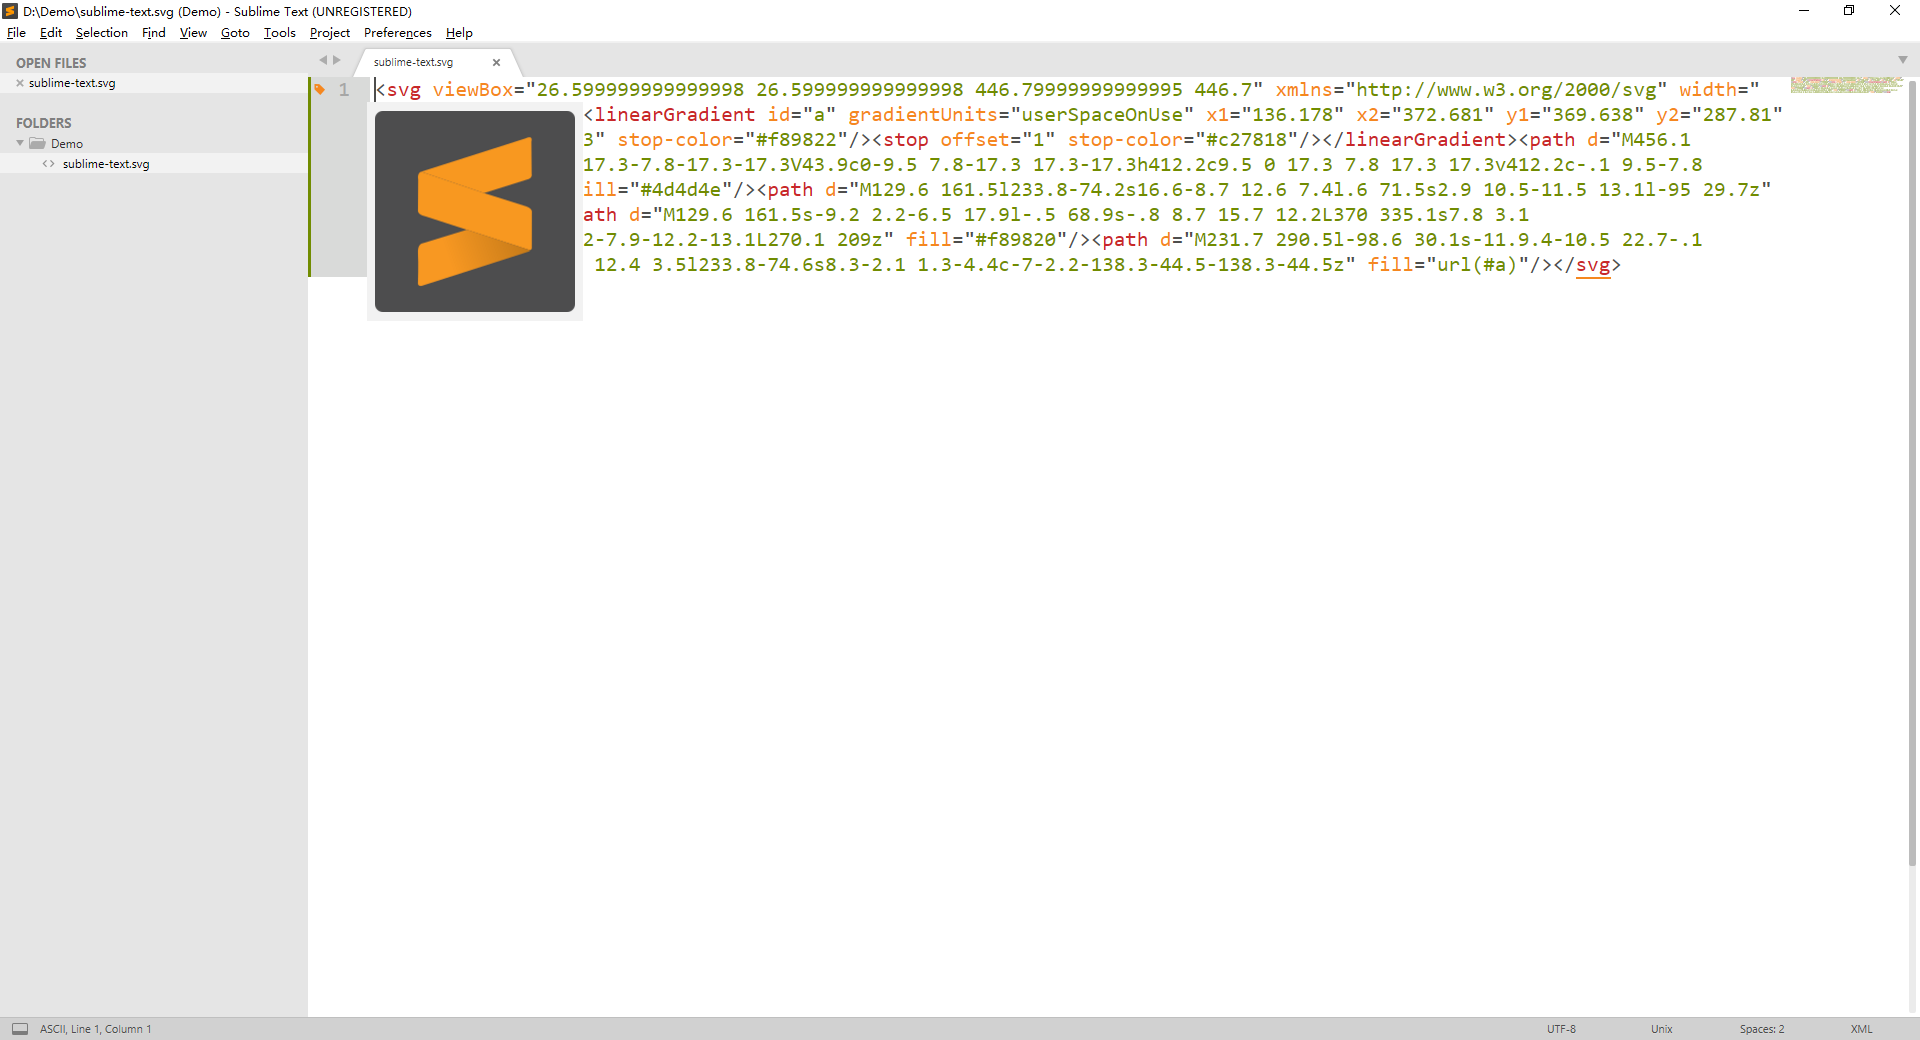 D:\Demo\sublime-text.svg (Demo) - Sublime Text (UNREGISTERED)
File Edit Selection Find View Goto Tools Project Preferences Help
OPEN FILES
sublime-text.svg
FOLDERS
Demo
sublime-text.svg
sublime-text.svg
1 <svg viewBox="26.599999999999998 26.599999999999998 446.79999999999995 446.7" xmlns="http://www.w3.org/2000/svg" width="
<linearGradient id="a" gradientUnits="userSpaceOnUse" x1="136.178" x2="372.681" y1="369.638" y2="287.81"
3" stop-color="#f89822"/><stop offset="1" stop-color="#c27818"/></linearGradient><path d="M456.1
17.3-7.8-17.3-17.3V43.9c0-9.5 7.8-17.3 17.3-17.3h412.2c9.5 0 17.3 7.8 17.3 17.3v412.2c-.1 9.5-7.8
ill="#4d4d4e"/><path d="M129.6 161.5l233.8-74.2s16.6-8.7 12.6 7.4l.6 71.5s2.9 10.5-11.5 13.1l-95 29.7z"
ath d="M129.6 161.5s-9.2 2.2-6.5 17.9l-.5 68.9s-.8 8.7 15.7 12.2L370 335.1s7.8 3.1
2-7.9-12.2-13.1L270.1 209z" fill="#f89820"/><path d="M231.7 290.5l-98.6 30.1s-11.9.4-10.5 22.7-.1
12.4 3.5l233.8-74.6s8.3-2.1 1.3-4.4c-7-2.2-138.3-44.5-138.3-44.5z" fill="url(#a)"/></svg>
ASCII, Line 1, Column 1
UTF-8
Unix
Spaces: 2
XML